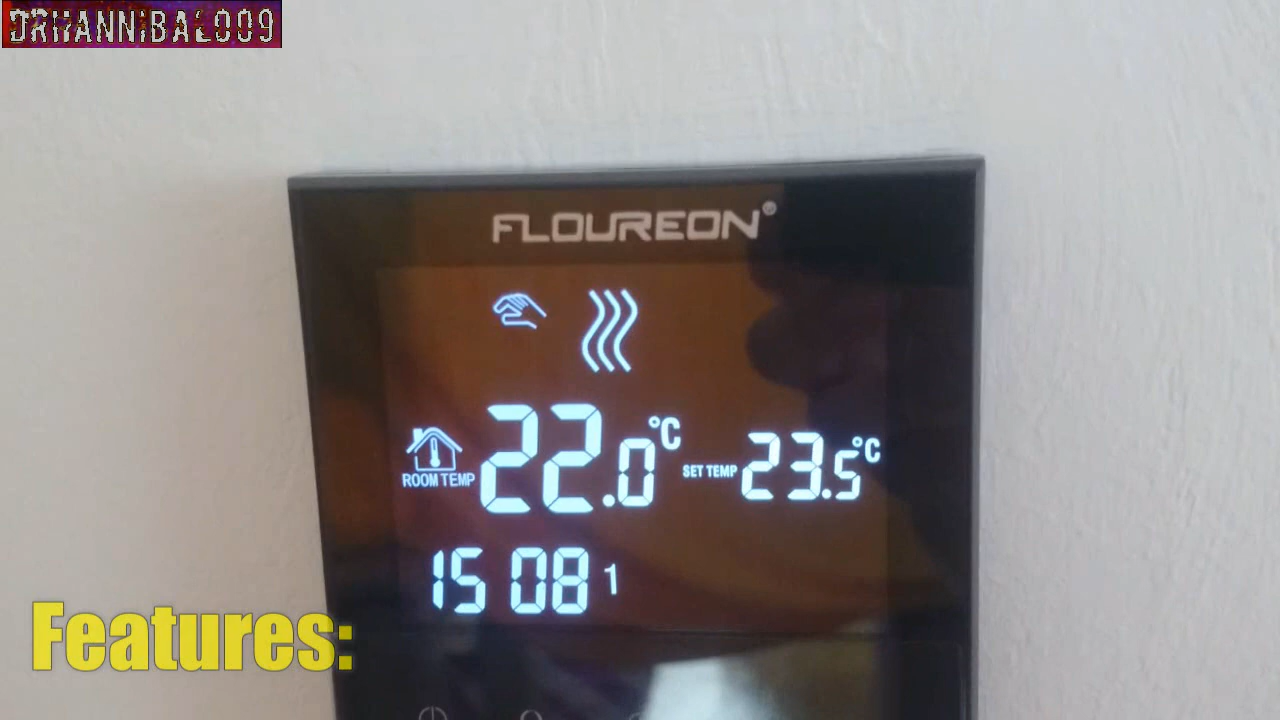 DRHANNIBAL009
FLOUREON®
ROOM TEMP 22.0°C SET TEMP 23.5°C
15 08 1
Features: